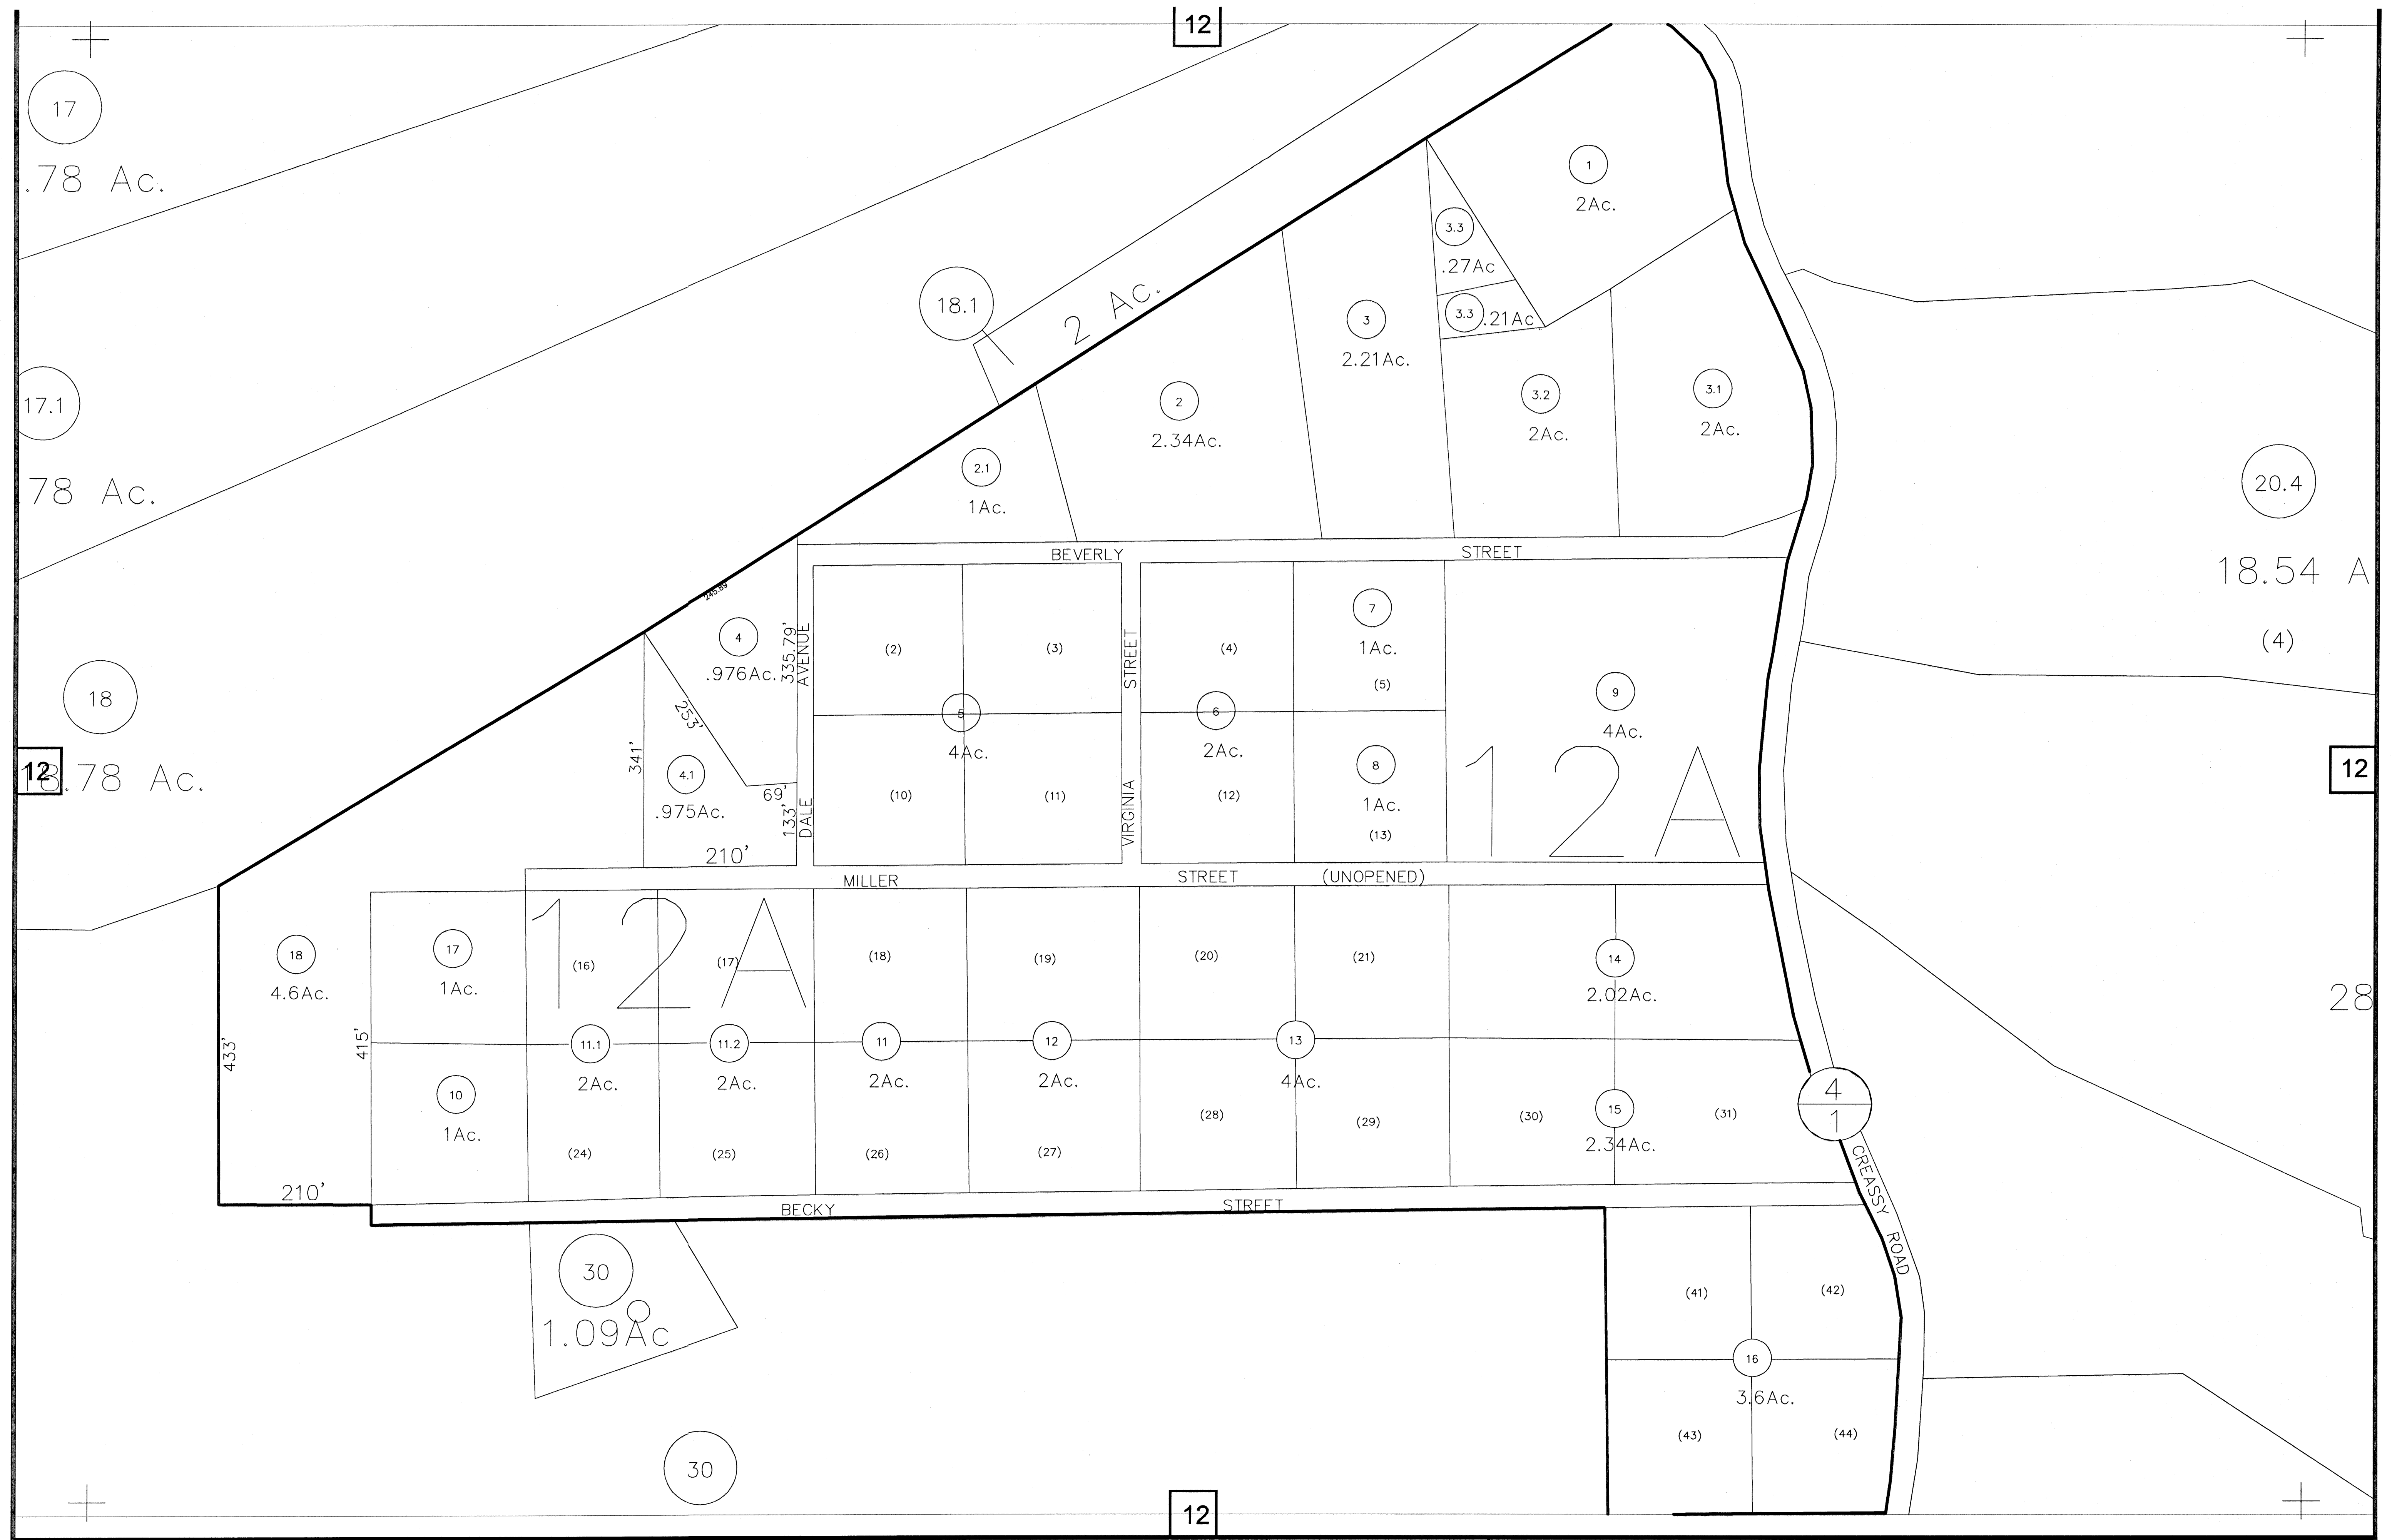 12
17
.78 Ac.
1
2Ac.
3.3
.27Ac
18.1
2 Ac.
3.3
.21Ac
3
2.21Ac.
17.1
78 Ac.
2
2.34Ac.
3.2
2Ac.
3.1
2Ac.
2.1
1Ac.
20.4
18.54 A
(4)
BEVERLY STREET
245.89
4
.976Ac.
335.79'
DALE AVENUE
(2)
(3)
VIRGINIA STREET
(4)
7
1Ac.
(5)
9
4Ac.
18
18.78 Ac.
12
253'
341'
5
4Ac.
6
2Ac.
4.1
.975Ac.
69'
133'
210'
(10)
(11)
(12)
8
1Ac.
(13)
12A
12
MILLER STREET (UNOPENED)
12A
18
4.6Ac.
17
1Ac.
(16)
(17)
(18)
(19)
(20)
(21)
14
2.02Ac.
28
433'
415'
11.1
2Ac.
11.2
2Ac.
11
2Ac.
12
2Ac.
13
4Ac.
10
1Ac.
(24)
(25)
(26)
(27)
(28)
(29)
(30)
15
2.34Ac.
(31)
4
1
CREASSY ROAD
210'
BECKY STREET
30
1.09Ac
(41)
(42)
16
3.6Ac.
(43)
(44)
30
12